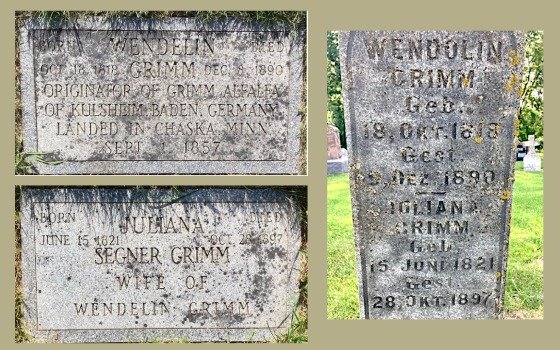 BORN WENDELIN DIED
OCT 18 1818 GRIMM DEC. 8, 1890
ORIGINATOR OF GRIMM ALFALFA
OF KULSHEIM, BADEN, GERMANY
LANDED IN CHASKA, MINN.
SEPT. 1, 1857
BORN JULIANA DIED
JUNE 15 1821 OCT. 28 1897
SEGNER GRIMM
WIFE OF
WENDELIN GRIMM
WENDOLIN
GRIMM
Geb.
18. OKT. 1818
Gest.
DEZ. 1890
JULIANA
GRIMM
Geb.
15. JUNI 1821
Gest.
28. OKT. 1897